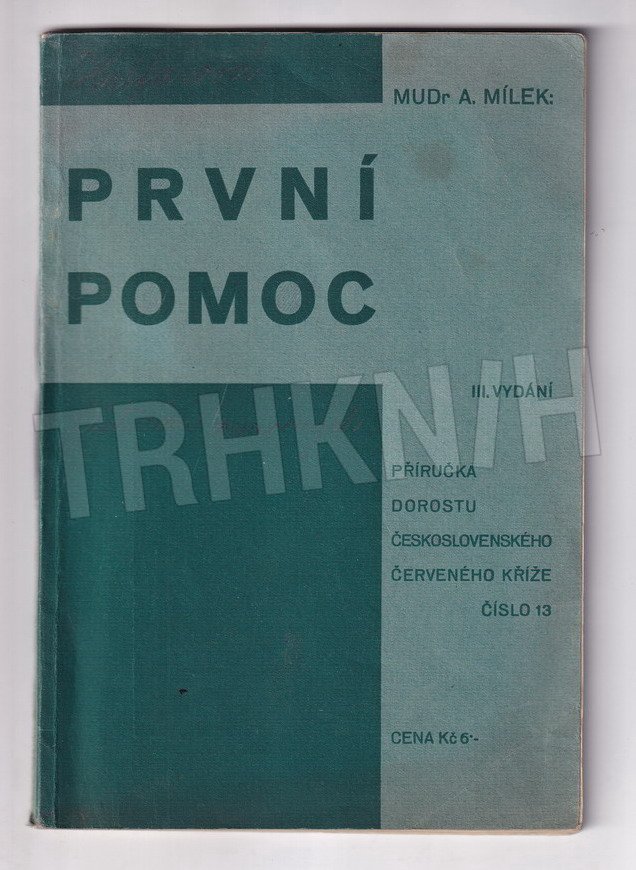 MUDr A. MÍLEK:
PRVNÍ
POMOC
III. VYDÁNÍ
PŘÍRUČKA
DOROSTU
ČESKOSLOVENSKÉHO
ČERVENÉHO KŘÍŽE
ČÍSLO 13
CENA Kč 6·-
TRHKNIH